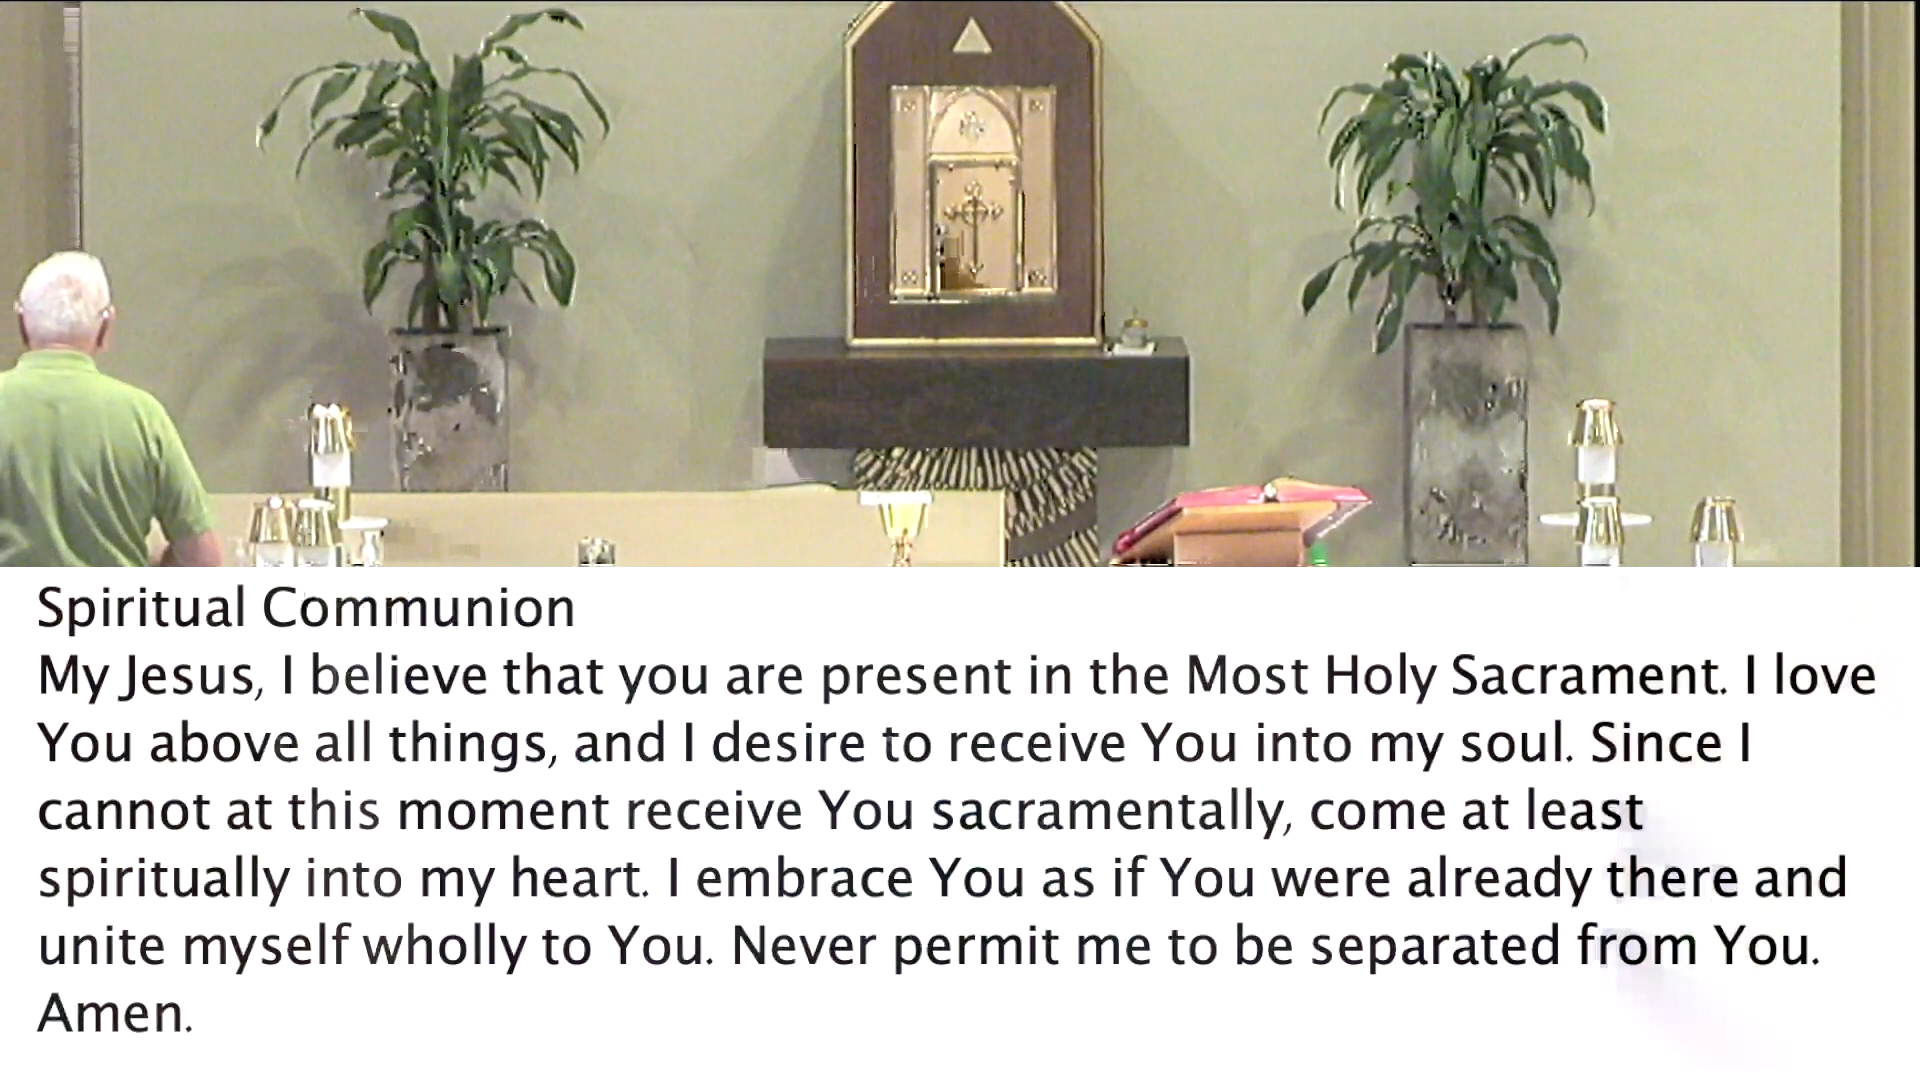 Spiritual Communion
My Jesus, I believe that you are present in the Most Holy Sacrament. I love
You above all things, and I desire to receive You into my soul. Since I
cannot at this moment receive You sacramentally, come at least
spiritually into my heart. I embrace You as if You were already there and
unite myself wholly to You. Never permit me to be separated from You.
Amen.